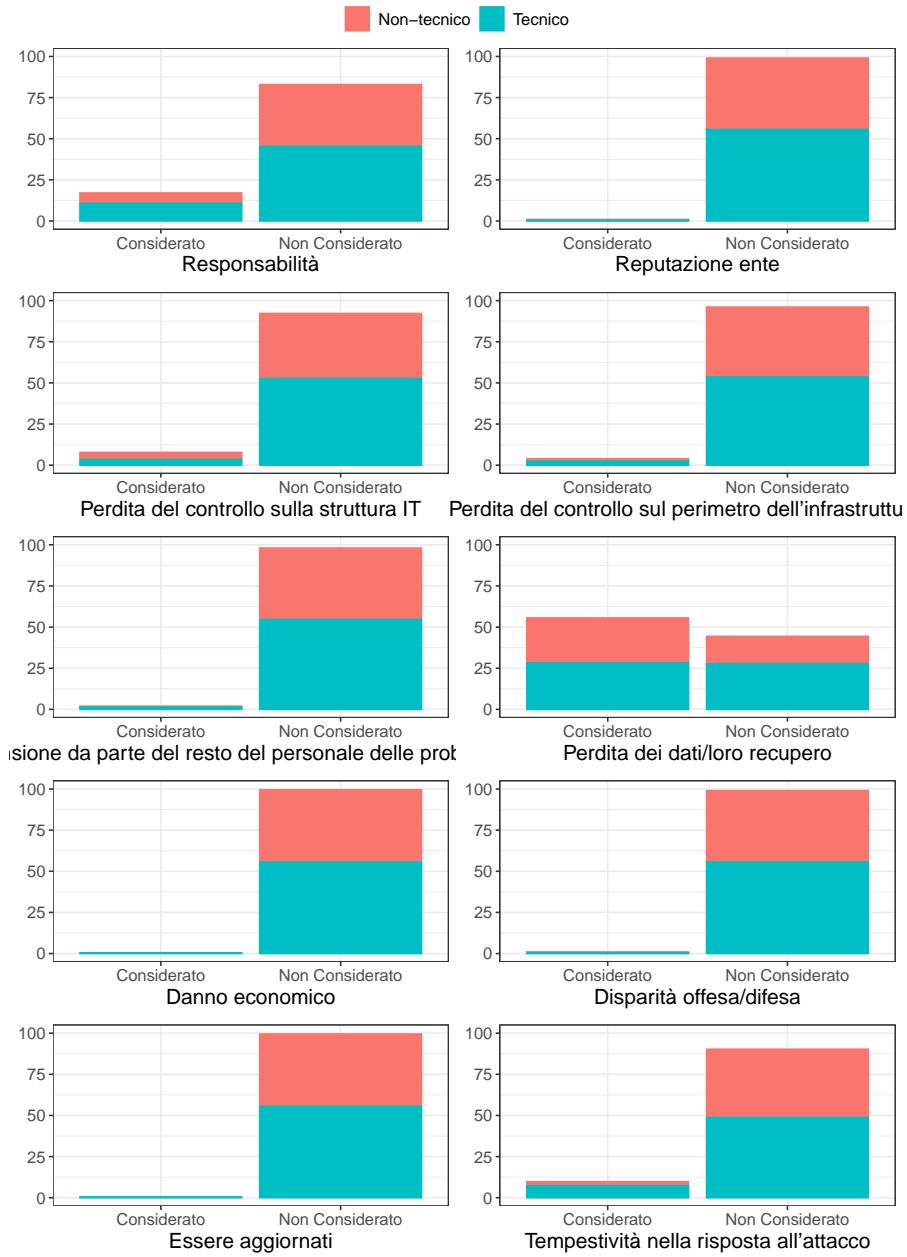 Non−tecnico Tecnico
100 100
75 75
50 50
25 25
0 0
Considerato Non Considerato Considerato Non Considerato
Responsabilità Reputazione ente
100 100
75 75
50 50
25 25
0 0
Considerato Non Considerato Considerato Non Considerato
Perdita del controllo sulla struttura IT Perdita del controllo sul perimetro dell'infrastruttu
100 100
75 75
50 50
25 25
0 0
Considerato Non Considerato Considerato Non Considerato
sione da parte del resto del personale delle prob Perdita dei dati/loro recupero
100 100
75 75
50 50
25 25
0 0
Considerato Non Considerato Considerato Non Considerato
Danno economico Disparità offesa/difesa
100 100
75 75
50 50
25 25
0 0
Considerato Non Considerato Considerato Non Considerato
Essere aggiornati Tempestività nella risposta all'attacco